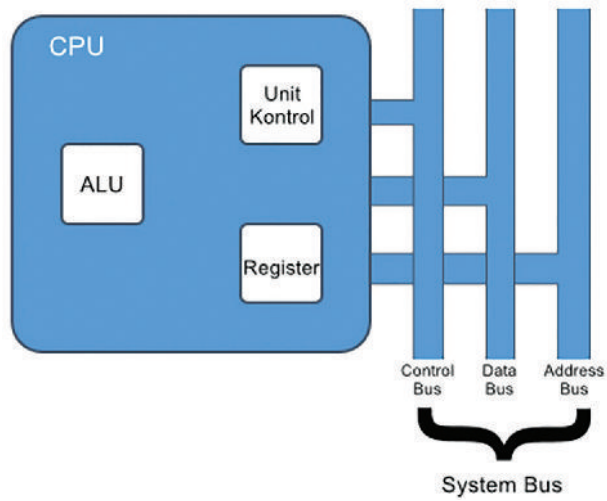 CPU
Unit
Kontrol
ALU
Register
Control
Bus
Data
Bus
Address
Bus
System Bus